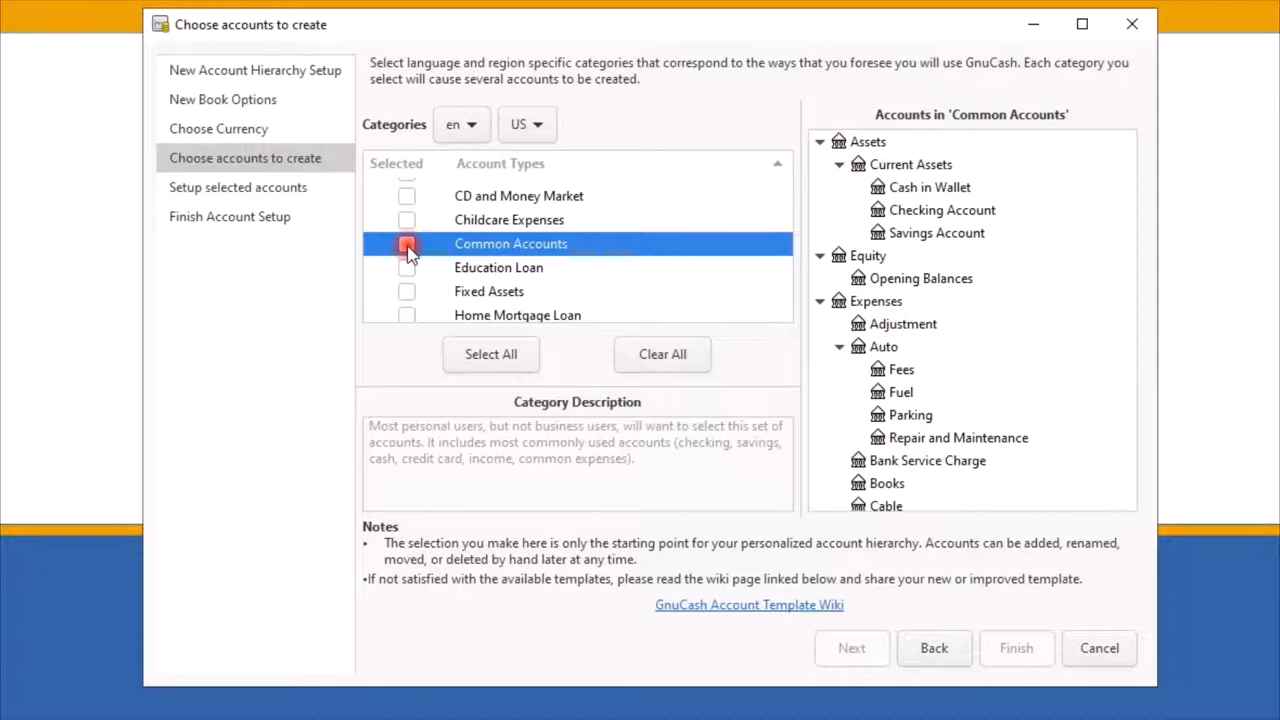 Choose accounts to create
New Account Hierarchy Setup
New Book Options
Choose Currency
Choose accounts to create
Setup selected accounts
Finish Account Setup
Select language and region specific categories that correspond to the ways that you foresee you will use GnuCash. Each category you
select will cause several accounts to be created.
Categories en US
Selected Account Types
CD and Money Market
Childcare Expenses
Common Accounts
Education Loan
Fixed Assets
Home Mortgage Loan
Select All Clear All
Category Description
Most personal users, but not business users, will want to select this set of
accounts. It includes most commonly used accounts (checking, savings,
cash, credit card, income, common expenses).
Accounts in 'Common Accounts'
Assets
Current Assets
Cash in Wallet
Checking Account
Savings Account
Equity
Opening Balances
Expenses
Adjustment
Auto
Fees
Fuel
Parking
Repair and Maintenance
Bank Service Charge
Books
Cable
Notes
• The selection you make here is only the starting point for your personalized account hierarchy. Accounts can be added, renamed,
moved, or deleted by hand later at any time.
•If not satisfied with the available templates, please read the wiki page linked below and share your new or improved template.
GnuCash Account Template Wiki
Next Back Finish Cancel